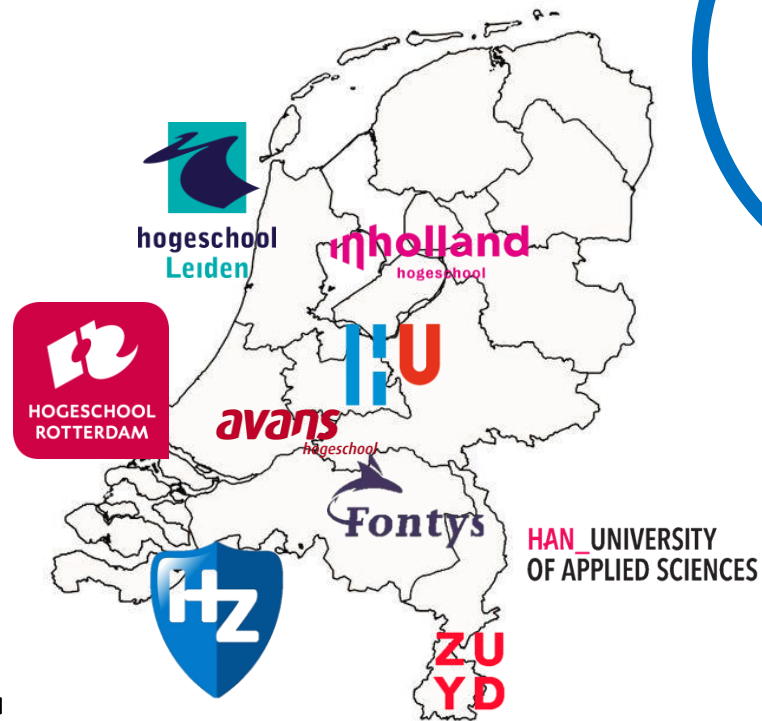 hogeschool
Leiden
inholland
hogeschool
HOGESCHOOL
ROTTERDAM
HU
avans
hogeschool
Fontys
HAN_UNIVERSITY
OF APPLIED SCIENCES
HZ
ZU
YD